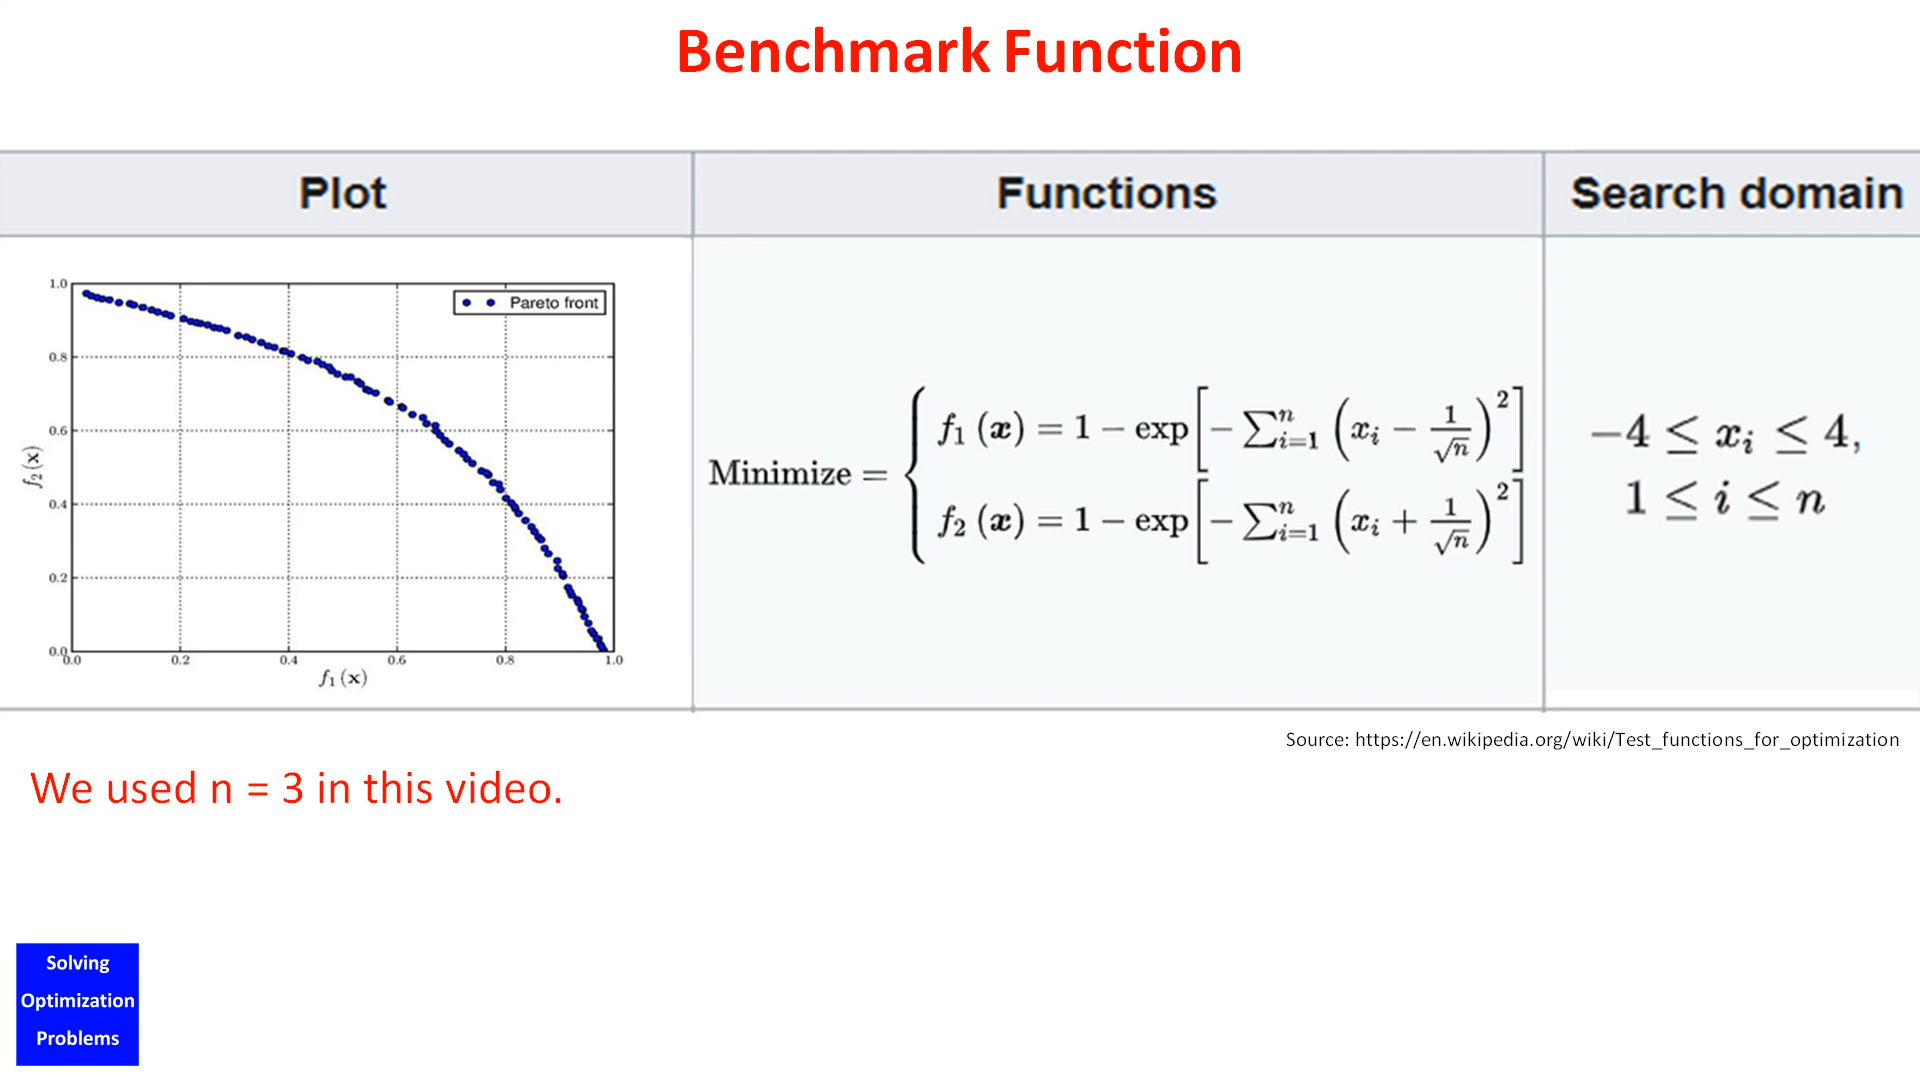 Benchmark Function
Plot
Functions
Search domain
1.0
0.8
0.6
0.4
0.2
0.0
f₂(x)
Pareto front
0.0 0.2 0.4 0.6 0.8 1.0
f₁(x)
Minimize =
f₁(x) = 1 − exp[− ∑ⁿᵢ₌₁ (xᵢ − 1/√n)²]
f₂(x) = 1 − exp[− ∑ⁿᵢ₌₁ (xᵢ + 1/√n)²]
−4 ≤ xᵢ ≤ 4,
1 ≤ i ≤ n
Source: https://en.wikipedia.org/wiki/Test_functions_for_optimization
We used n = 3 in this video.
Solving
Optimization
Problems